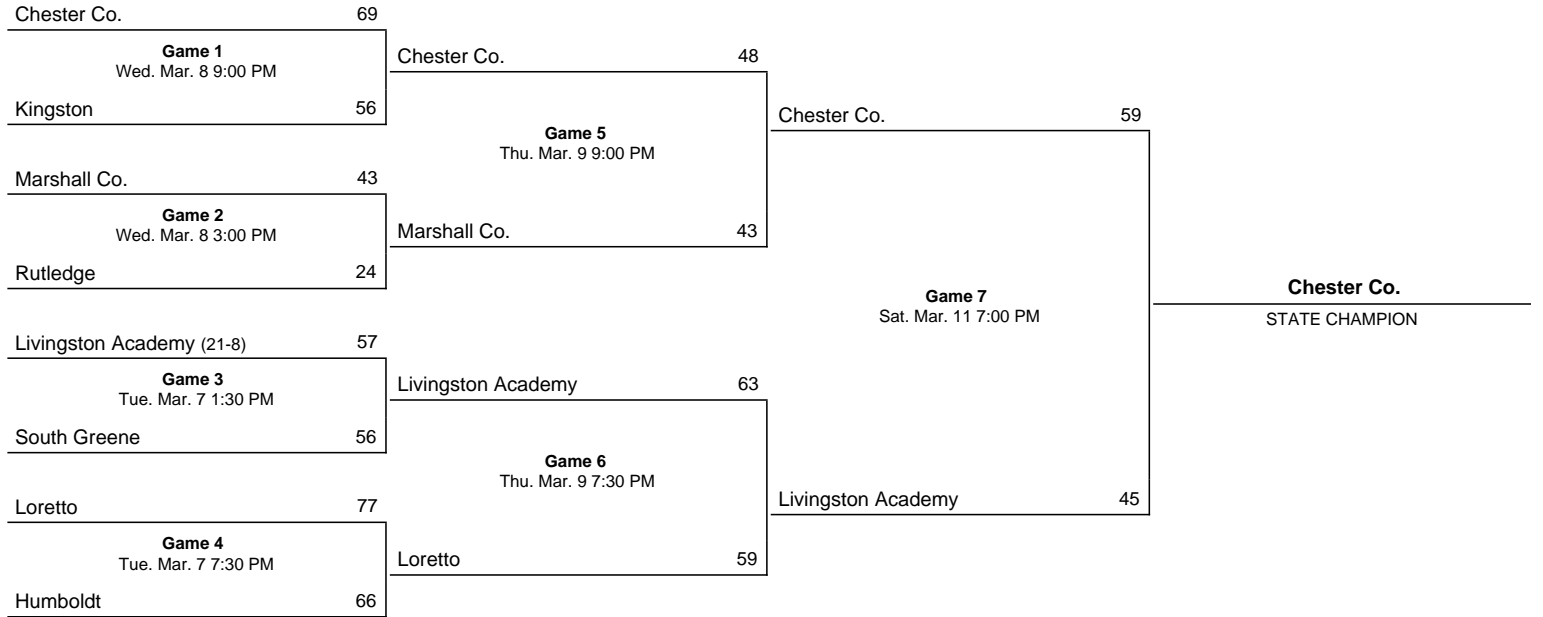 Chester Co. 69
Game 1
Wed. Mar. 8 9:00 PM
Kingston 56
Marshall Co. 43
Game 2
Wed. Mar. 8 3:00 PM
Rutledge 24
Livingston Academy (21-8) 57
Game 3
Tue. Mar. 7 1:30 PM
South Greene 56
Loretto 77
Game 4
Tue. Mar. 7 7:30 PM
Humboldt 66
Chester Co. 48
Game 5
Thu. Mar. 9 9:00 PM
Marshall Co. 43
Livingston Academy 63
Game 6
Thu. Mar. 9 7:30 PM
Loretto 59
Chester Co. 59
Game 7
Sat. Mar. 11 7:00 PM
Livingston Academy 45
Chester Co.
STATE CHAMPION